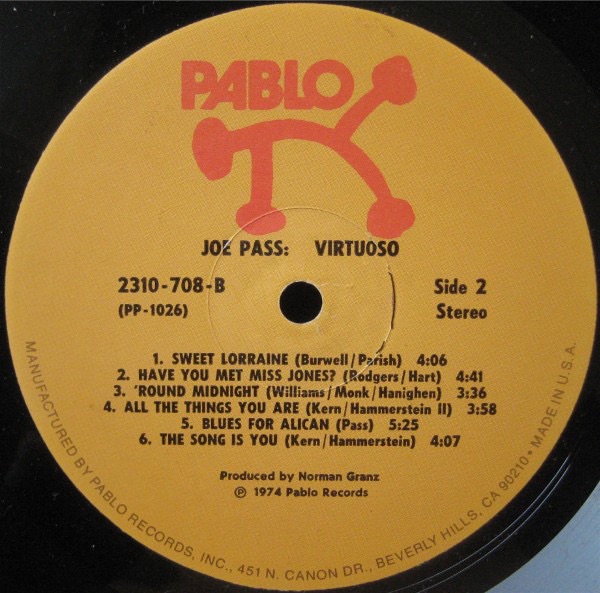 PABLO
JOE PASS: VIRTUOSO
2310-708-B
(PP-1026)
Side 2
Stereo
1. SWEET LORRAINE (Burwell/Parish) 4:06
2. HAVE YOU MET MISS JONES? (Rodgers/Hart) 4:41
3. 'ROUND MIDNIGHT (Williams/Monk/Hanighen) 3:36
4. ALL THE THINGS YOU ARE (Kern/Hammerstein II) 3:58
5. BLUES FOR ALICAN (Pass) 5:25
6. THE SONG IS YOU (Kern/Hammerstein) 4:07
Produced by Norman Granz
℗ 1974 Pablo Records
MANUFACTURED BY PABLO RECORDS, INC., 451 N. CANON DR., BEVERLY HILLS, CA 90210 • MADE IN U.S.A.